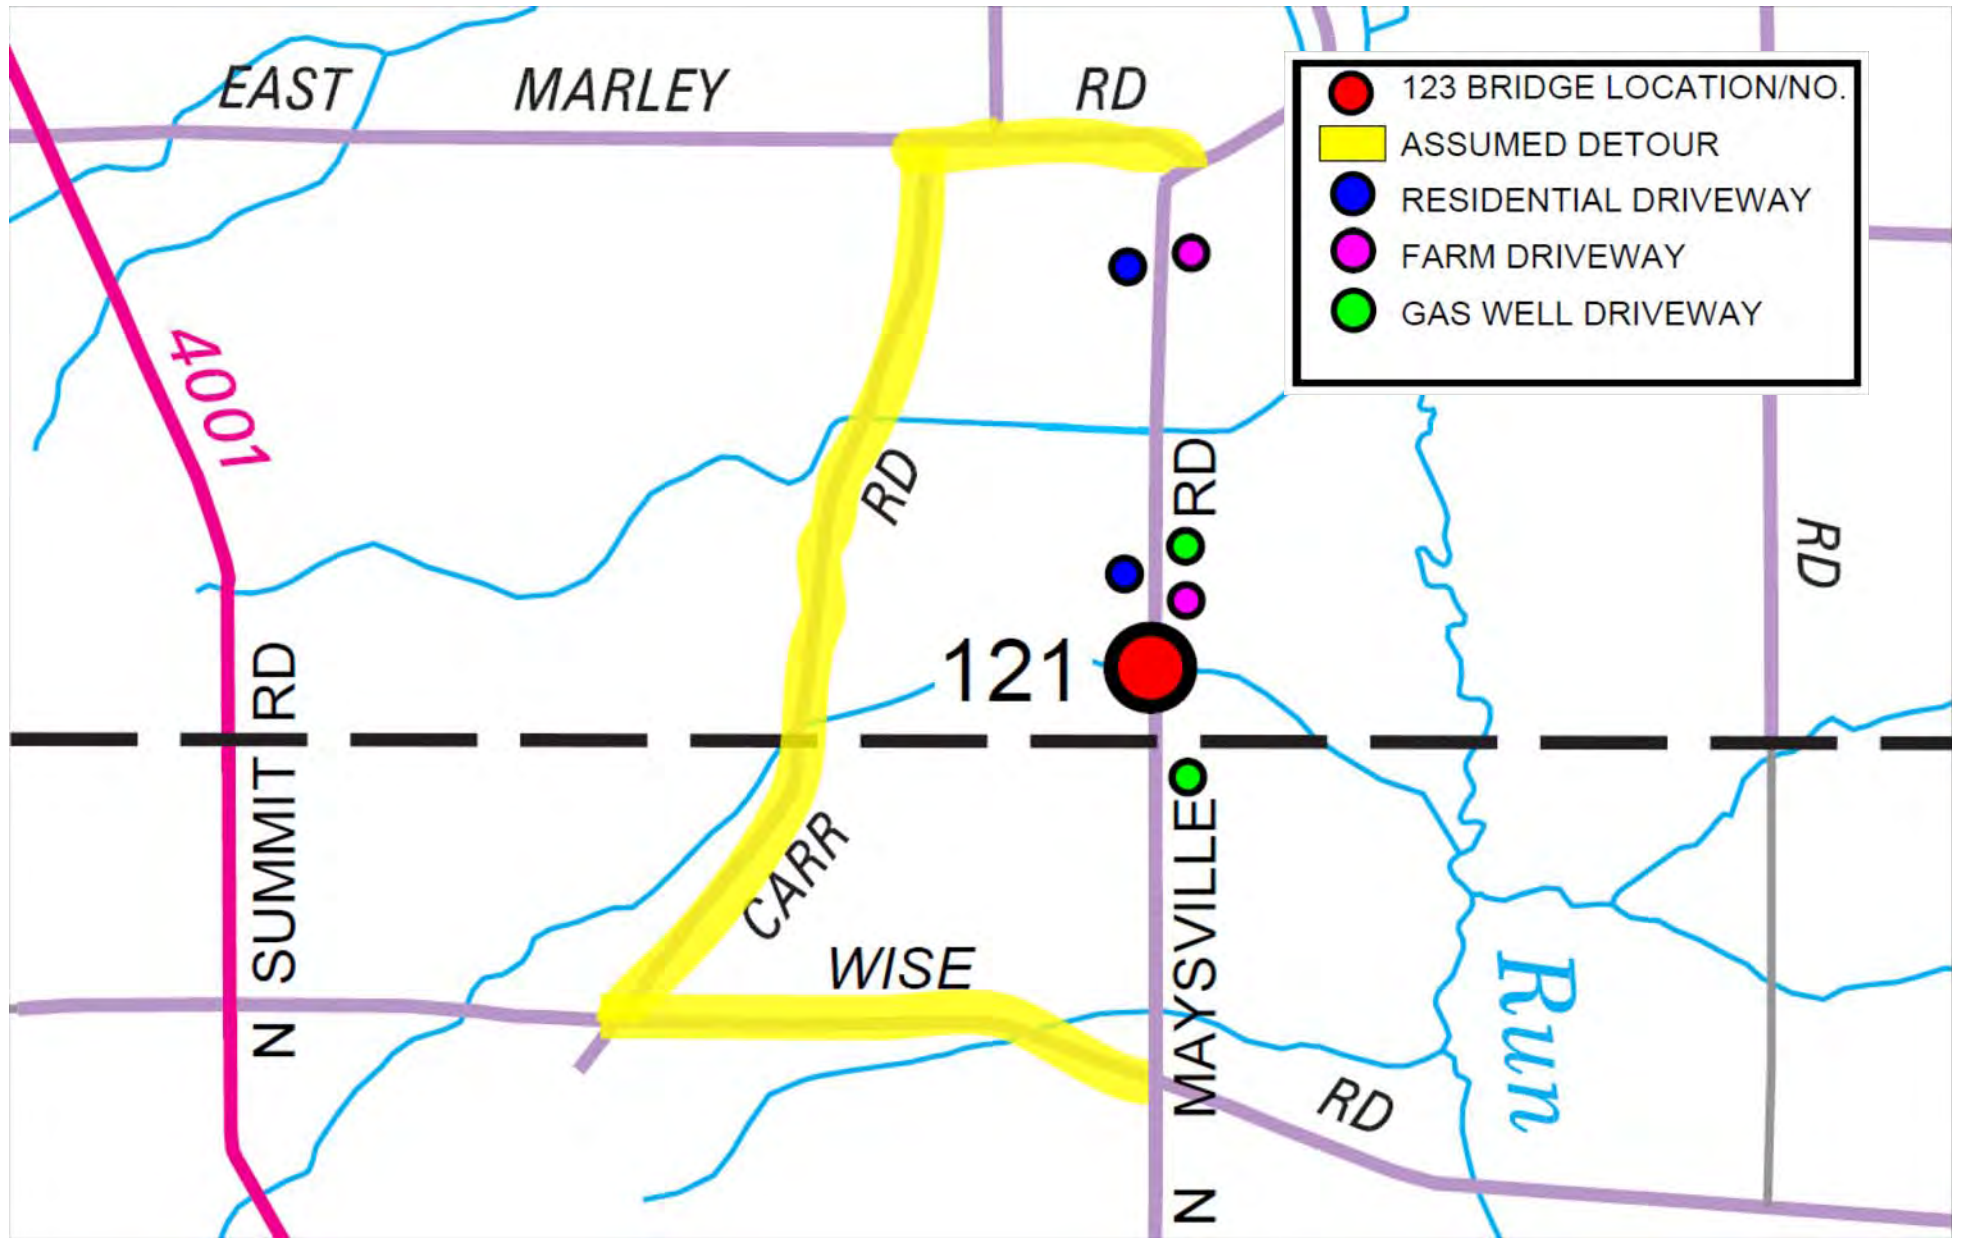 EAST MARLEY RD
123 BRIDGE LOCATION/NO.
ASSUMED DETOUR
RESIDENTIAL DRIVEWAY
FARM DRIVEWAY
GAS WELL DRIVEWAY
4001
N SUMMIT RD
CARR RD
121
N MAYSVILLE RD
RD
WISE RD
Run